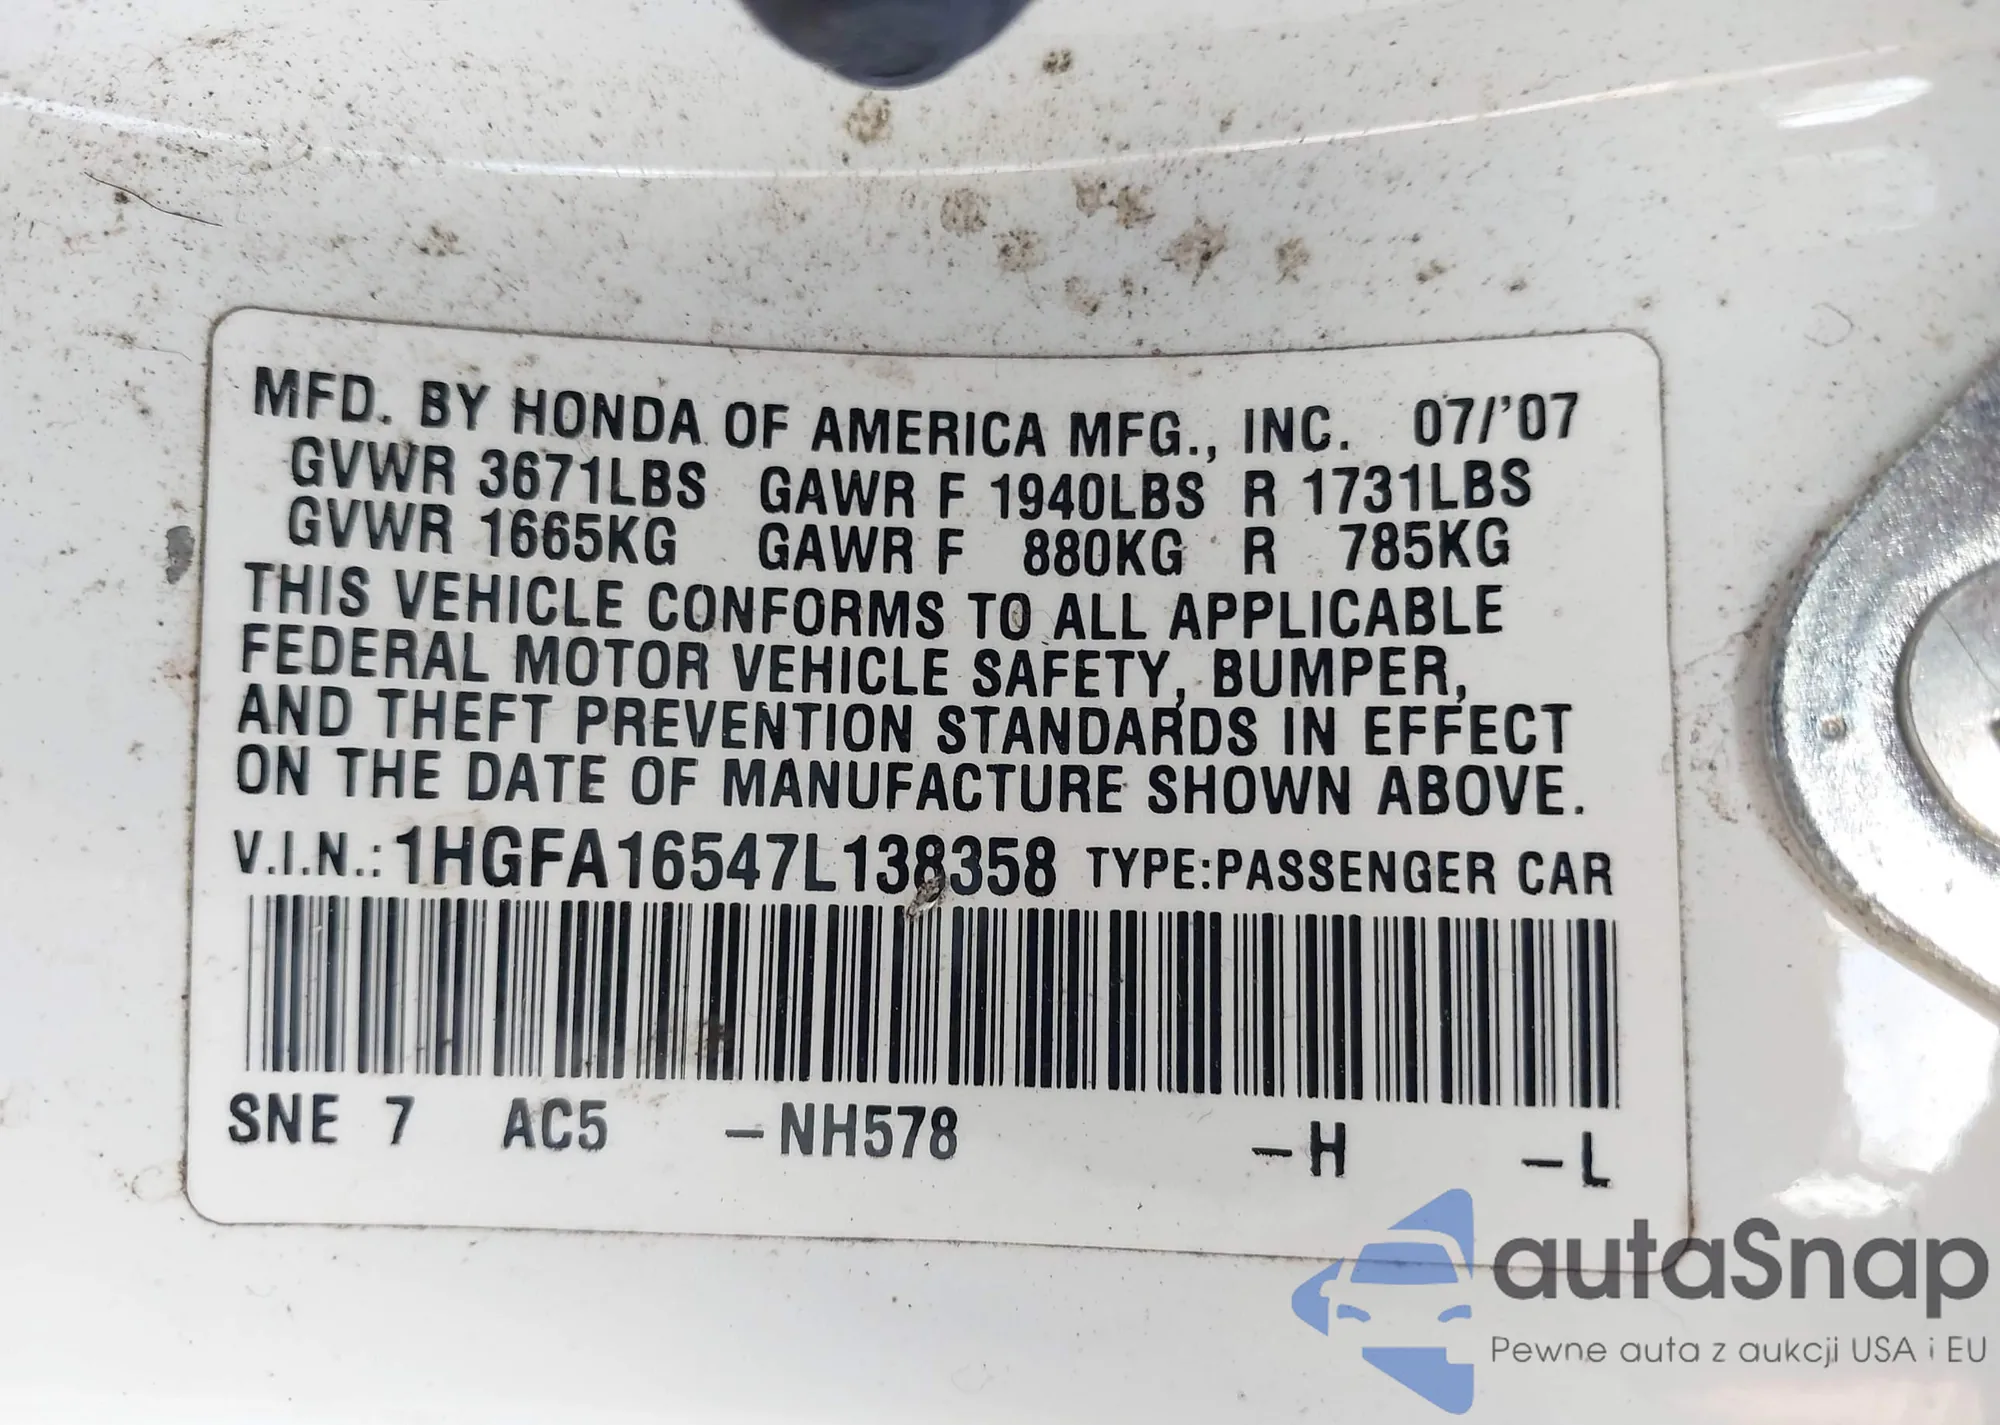 MFD. BY HONDA OF AMERICA MFG., INC. 07/'07
GVWR 3671LBS GAWR F 1940LBS R 1731LBS
GVWR 1665KG GAWR F 880KG R 785KG
THIS VEHICLE CONFORMS TO ALL APPLICABLE
FEDERAL MOTOR VEHICLE SAFETY, BUMPER,
AND THEFT PREVENTION STANDARDS IN EFFECT
ON THE DATE OF MANUFACTURE SHOWN ABOVE.
V.I.N.: 1HGFA16547L138358 TYPE:PASSENGER CAR
SNE 7 AC5 –NH578 –H –L
autaSnap
Pewne auta z aukcji USA i EU